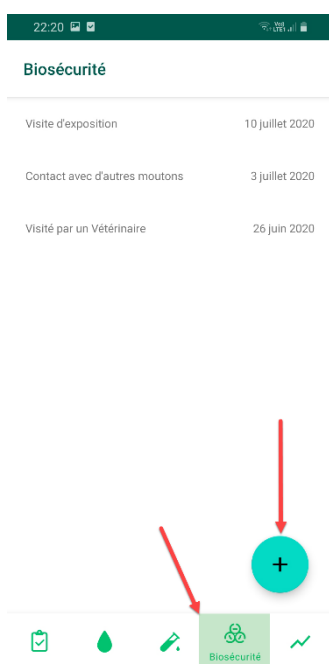 22:20
Biosécurité
Visite d'exposition 10 juillet 2020
Contact avec d'autres moutons 3 juillet 2020
Visité par un Vétérinaire 26 juin 2020
+
Biosécurité